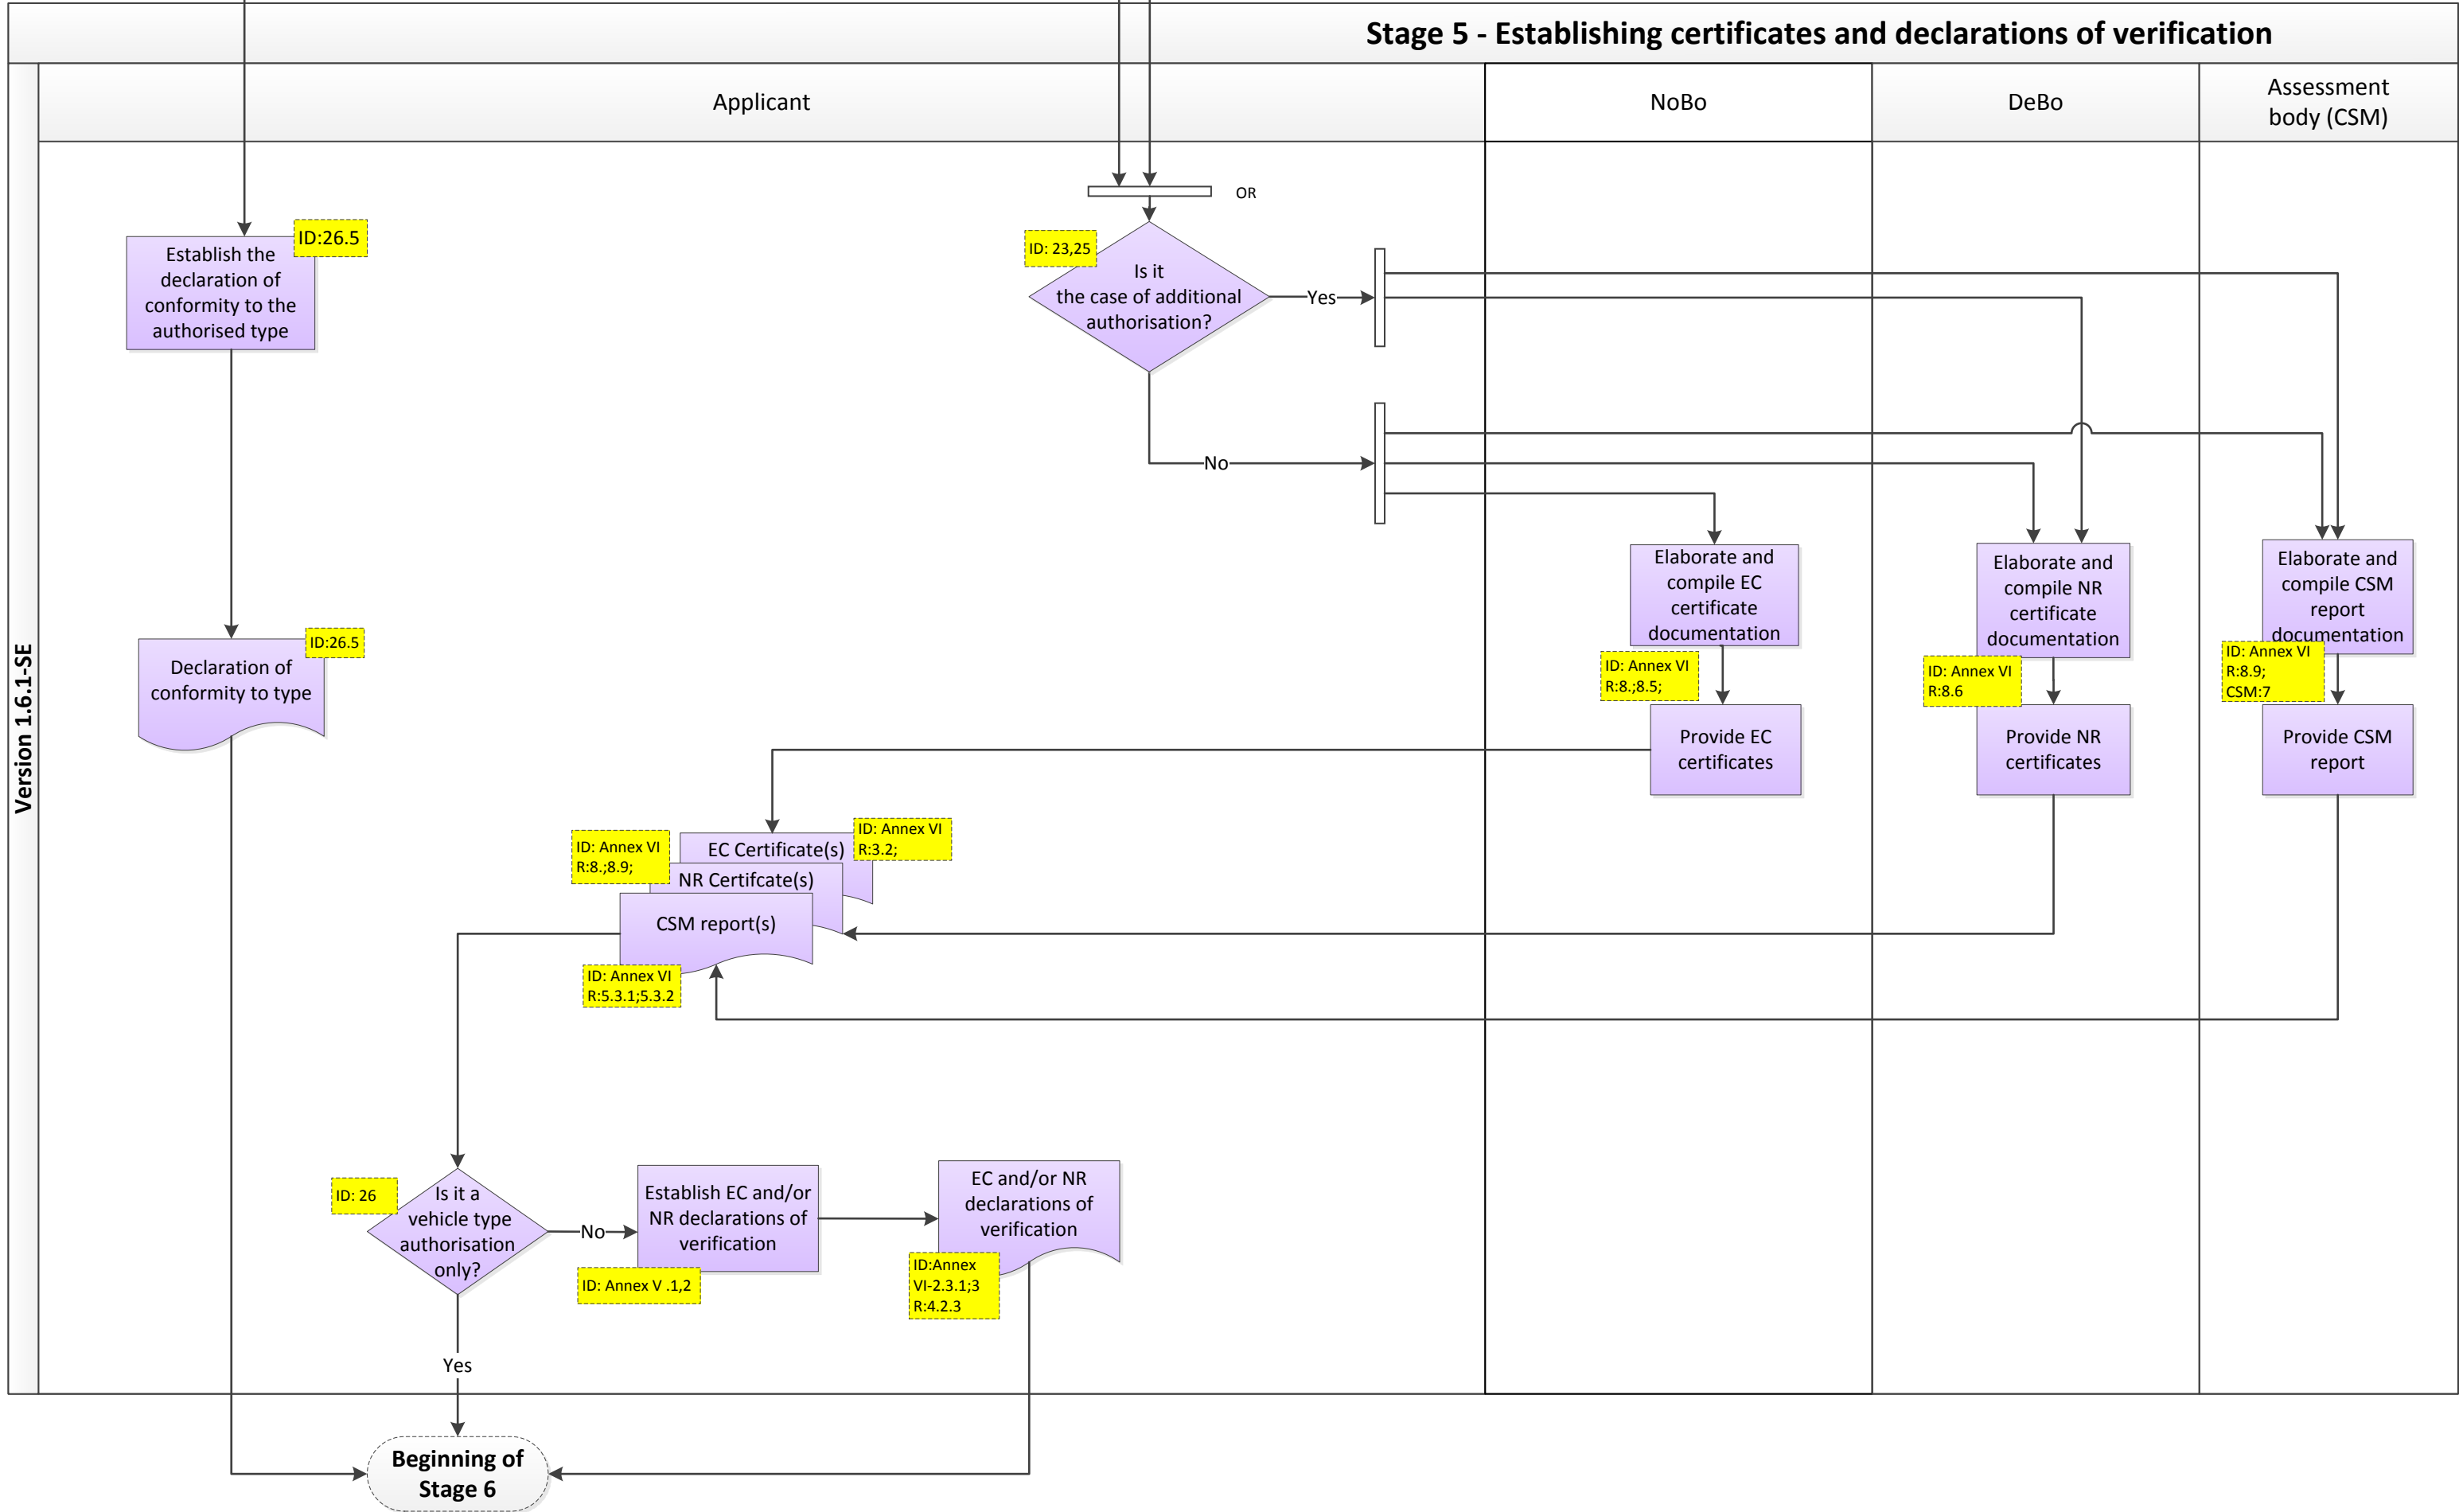 Stage 5 - Establishing certificates and declarations of verification
Version 1.6.1-SE
Applicant
NoBo
DeBo
Assessment
body (CSM)
OR
ID:26.5
Establish the
declaration of
conformity to the
authorised type
ID: 23,25
Is it
the case of additional
authorisation?
Yes
No
Elaborate and
compile EC
certificate
documentation
Elaborate and
compile NR
certificate
documentation
Elaborate and
compile CSM
report
documentation
ID:26.5
Declaration of
conformity to type
ID: Annex VI
R:8.;8.5;
ID: Annex VI
R:8.6
ID: Annex VI
R:8.9;
CSM:7
Provide EC
certificates
Provide NR
certificates
Provide CSM
report
ID: Annex VI
R:8.;8.9;
EC Certificate(s)
ID: Annex VI
R:3.2;
NR Certifcate(s)
CSM report(s)
ID: Annex VI
R:5.3.1;5.3.2
ID: 26
Is it a
vehicle type
authorisation
only?
No
Establish EC and/or
NR declarations of
verification
ID: Annex V .1,2
EC and/or NR
declarations of
verification
ID:Annex
VI-2.3.1;3
R:4.2.3
Yes
Beginning of
Stage 6